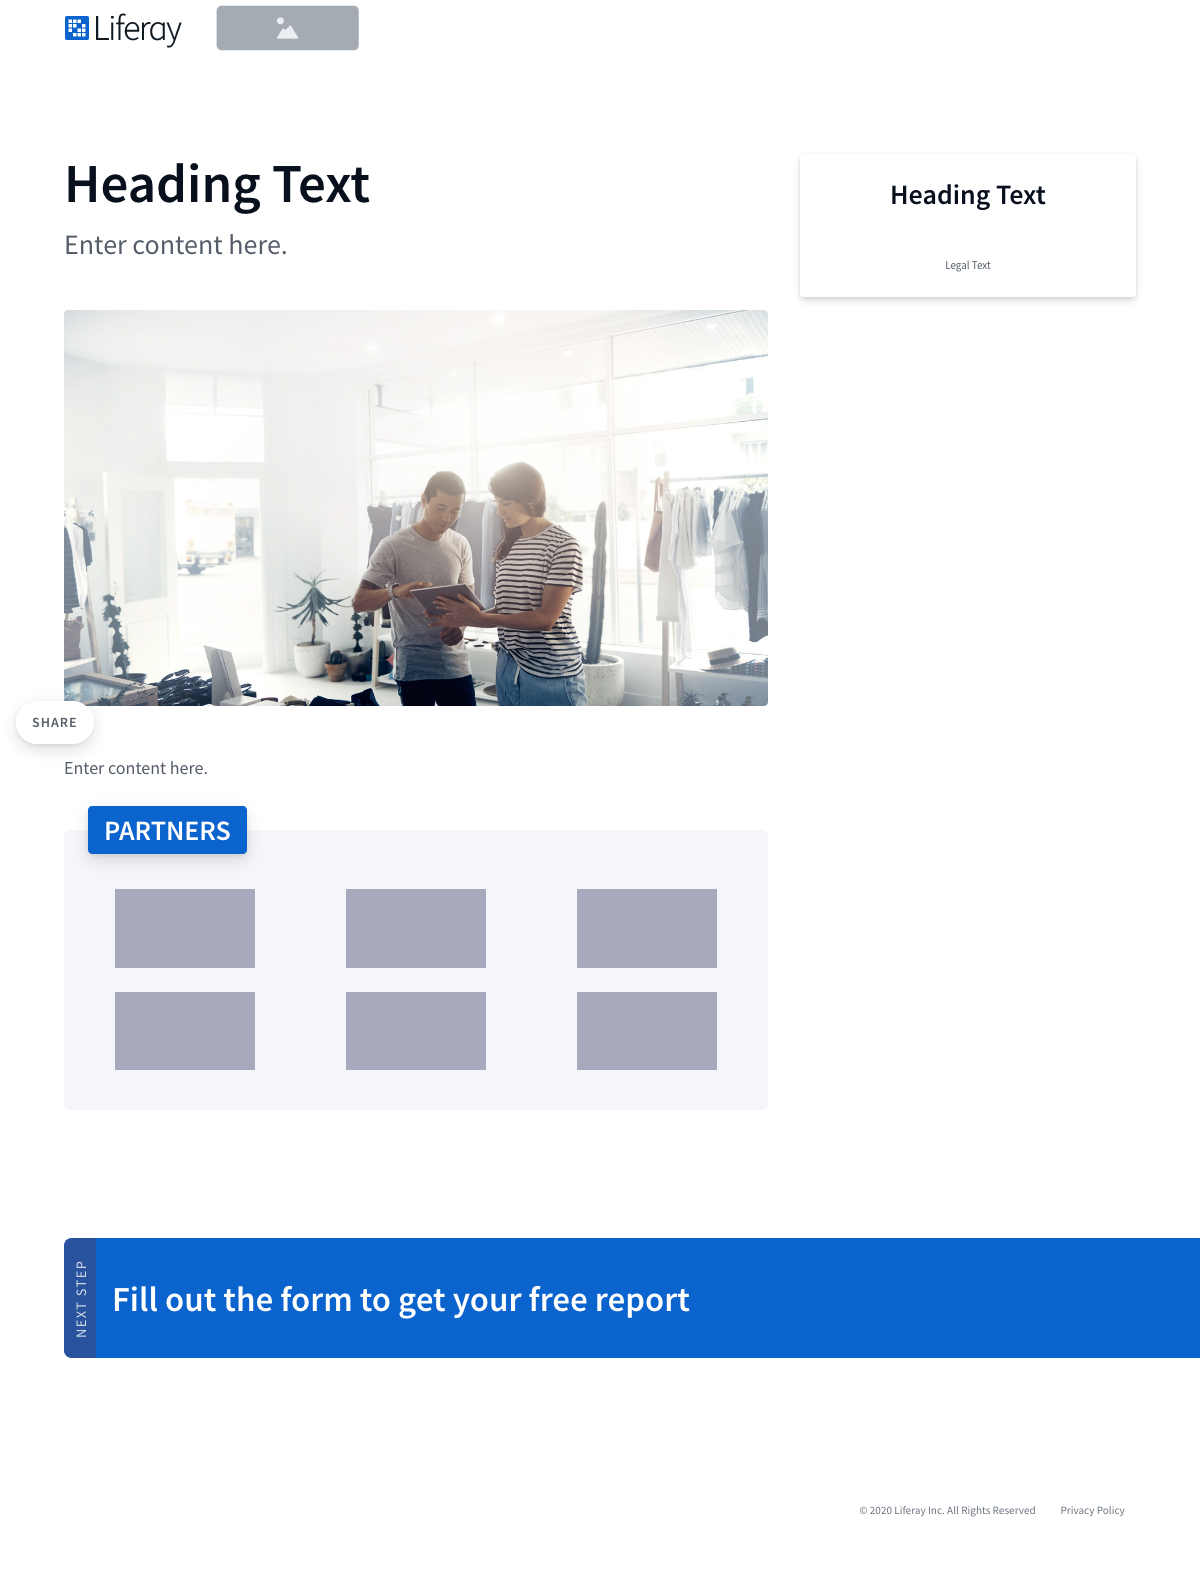 Liferay
Heading Text
Enter content here.
Heading Text
Legal Text
SHARE
Enter content here.
PARTNERS
NEXT STEP
Fill out the form to get your free report
© 2020 Liferay Inc. All Rights Reserved Privacy Policy